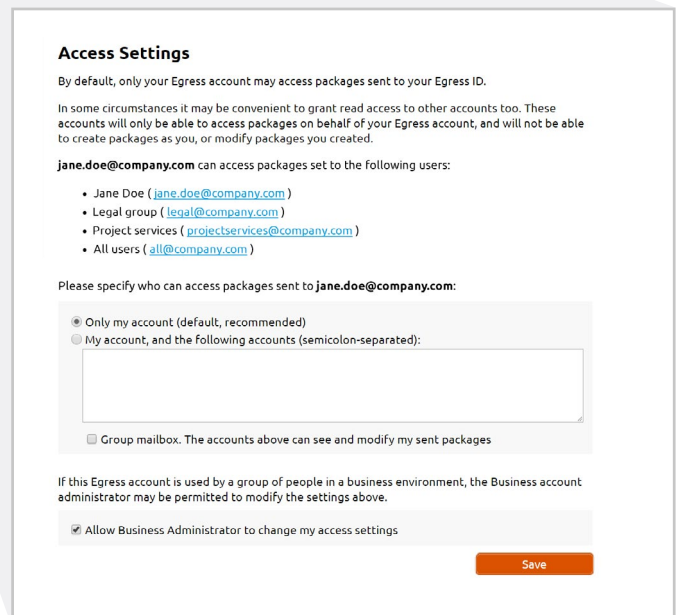 Access Settings
By default, only your Egress account may access packages sent to your Egress ID.
In some circumstances it may be convenient to grant read access to other accounts too. These
accounts will only be able to access packages on behalf of your Egress account, and will not be able
to create packages as you, or modify packages you created.
jane.doe@company.com can access packages set to the following users:
• Jane Doe ( jane.doe@company.com )
• Legal group ( legal@company.com )
• Project services ( projectservices@company.com )
• All users ( all@company.com )
Please specify who can access packages sent to jane.doe@company.com:
Only my account (default, recommended)
My account, and the following accounts (semicolon-separated):
Group mailbox. The accounts above can see and modify my sent packages
If this Egress account is used by a group of people in a business environment, the Business account
administrator may be permitted to modify the settings above.
Allow Business Administrator to change my access settings
Save